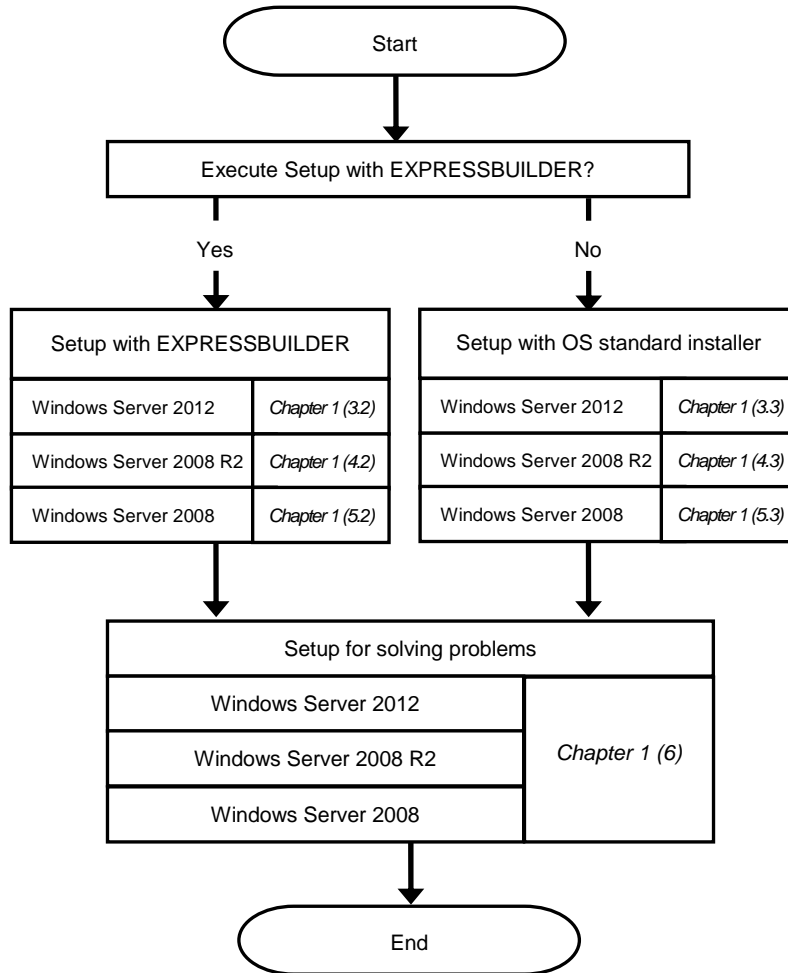 Start
Execute Setup with EXPRESSBUILDER?
Yes
No
Setup with EXPRESSBUILDER
Windows Server 2012 Chapter 1 (3.2)
Windows Server 2008 R2 Chapter 1 (4.2)
Windows Server 2008 Chapter 1 (5.2)
Setup with OS standard installer
Windows Server 2012 Chapter 1 (3.3)
Windows Server 2008 R2 Chapter 1 (4.3)
Windows Server 2008 Chapter 1 (5.3)
Setup for solving problems
Windows Server 2012
Windows Server 2008 R2
Windows Server 2008
Chapter 1 (6)
End